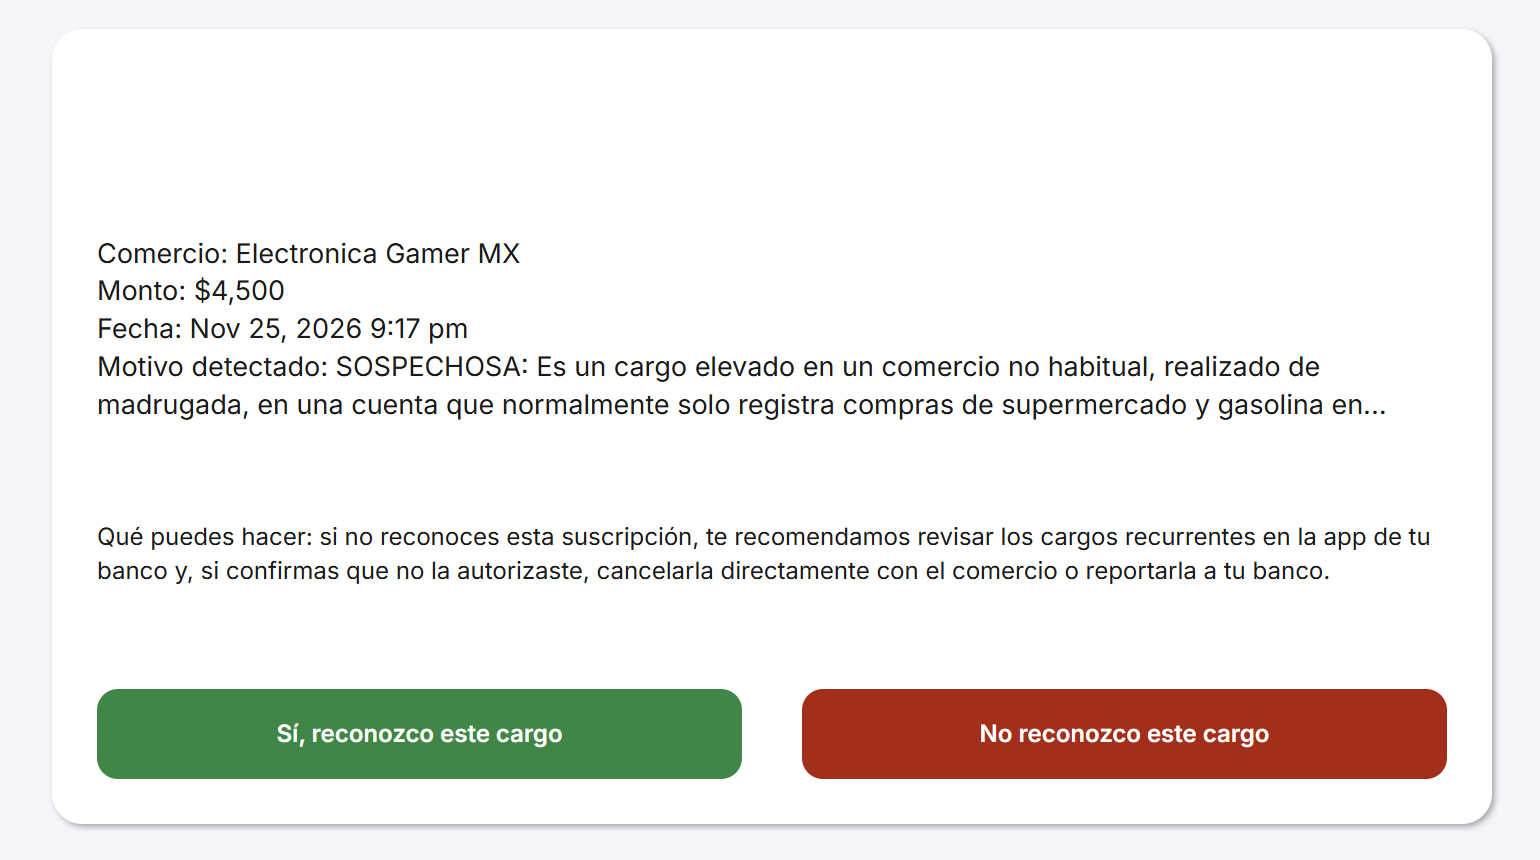 Comercio: Electronica Gamer MX
Monto: $4,500
Fecha: Nov 25, 2026 9:17 pm
Motivo detectado: SOSPECHOSA: Es un cargo elevado en un comercio no habitual, realizado de
madrugada, en una cuenta que normalmente solo registra compras de supermercado y gasolina en...
Qué puedes hacer: si no reconoces esta suscripción, te recomendamos revisar los cargos recurrentes en la app de tu
banco y, si confirmas que no la autorizaste, cancelarla directamente con el comercio o reportarla a tu banco.
Sí, reconozco este cargo
No reconozco este cargo